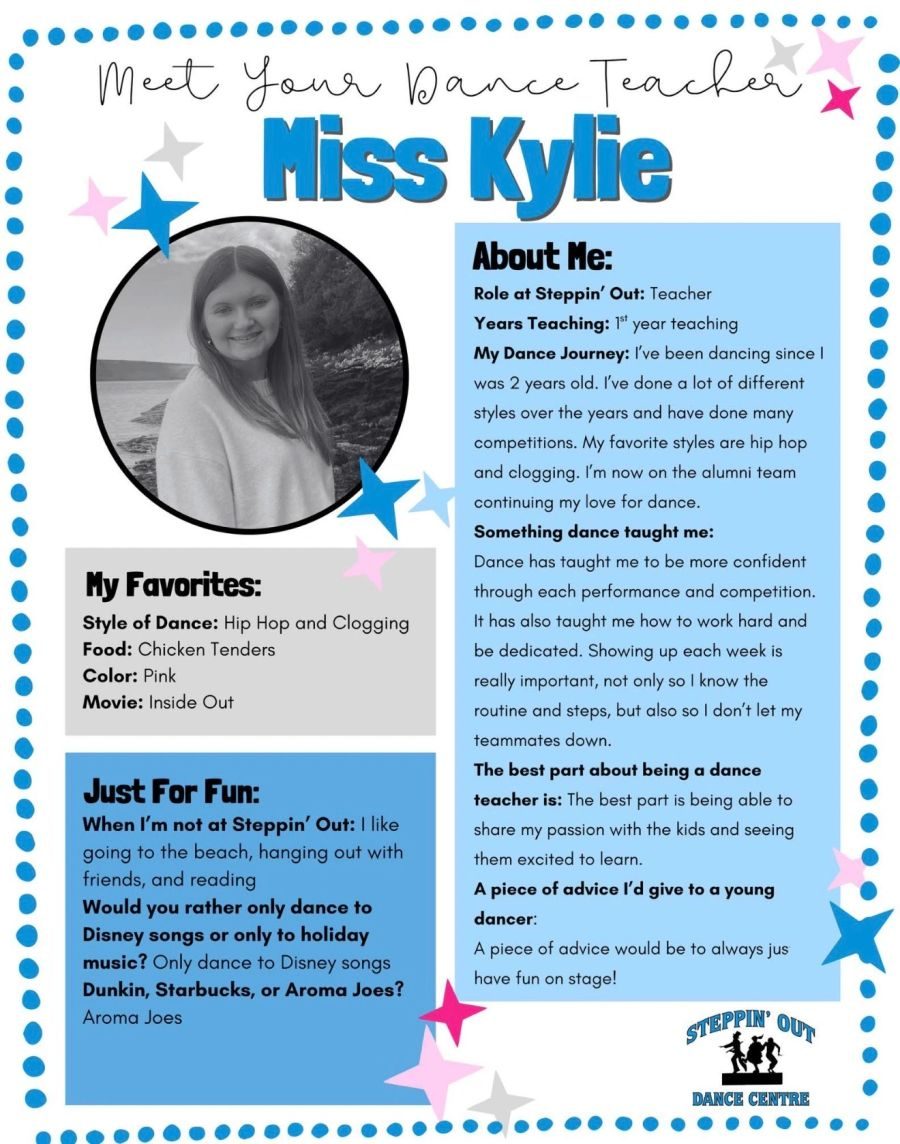 Meet Your Dance Teacher
Miss Kylie
About Me:
Role at Steppin' Out: Teacher
Years Teaching: 1st year teaching
My Dance Journey: I've been dancing since I
was 2 years old. I've done a lot of different
styles over the years and have done many
competitions. My favorite styles are hip hop
and clogging. I'm now on the alumni team
continuing my love for dance.
Something dance taught me:
Dance has taught me to be more confident
through each performance and competition.
It has also taught me how to work hard and
be dedicated. Showing up each week is
really important, not only so I know the
routine and steps, but also so I don't let my
teammates down.
The best part about being a dance
teacher is: The best part is being able to
share my passion with the kids and seeing
them excited to learn.
A piece of advice I'd give to a young
dancer:
A piece of advice would be to always jus
have fun on stage!
My Favorites:
Style of Dance: Hip Hop and Clogging
Food: Chicken Tenders
Color: Pink
Movie: Inside Out
Just For Fun:
When I'm not at Steppin' Out: I like
going to the beach, hanging out with
friends, and reading
Would you rather only dance to
Disney songs or only to holiday
music? Only dance to Disney songs
Dunkin, Starbucks, or Aroma Joes?
Aroma Joes
STEPPIN' OUT
DANCE CENTRE